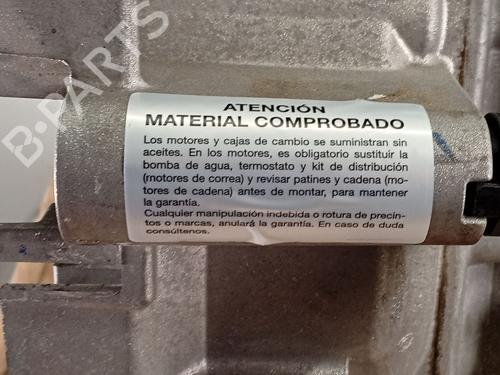 B-PARTS
ATENCIÓN
MATERIAL COMPROBADO
Los motores y cajas de cambio se suministran sin
aceites. En los motores, es obligatorio sustituir la
bomba de agua, termostato y kit de distribución
(motores de correa) y revisar patines y cadena (mo-
tores de cadena) antes de montar, para mantener
la garantía.
Cualquier manipulación indebida o rotura de precin-
tos o marcas, anulará la garantía. En caso de duda
consúltenos.